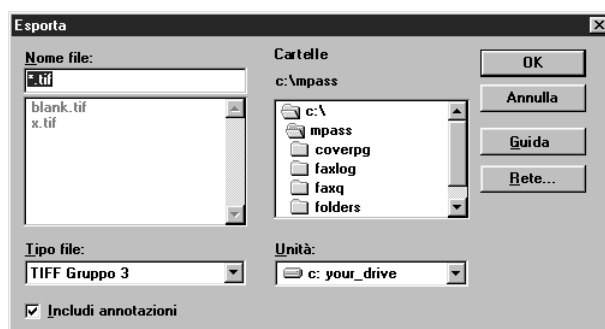 Esporta
Nome file:
*.tif
blank.tif
x.tif
Tipo file:
TIFF Gruppo 3
Includi annotazioni
Cartelle
c:\mpass
c:\
mpass
coverpg
faxlog
faxq
folders
Unità:
c: your_drive
OK
Annulla
Guida
Rete...